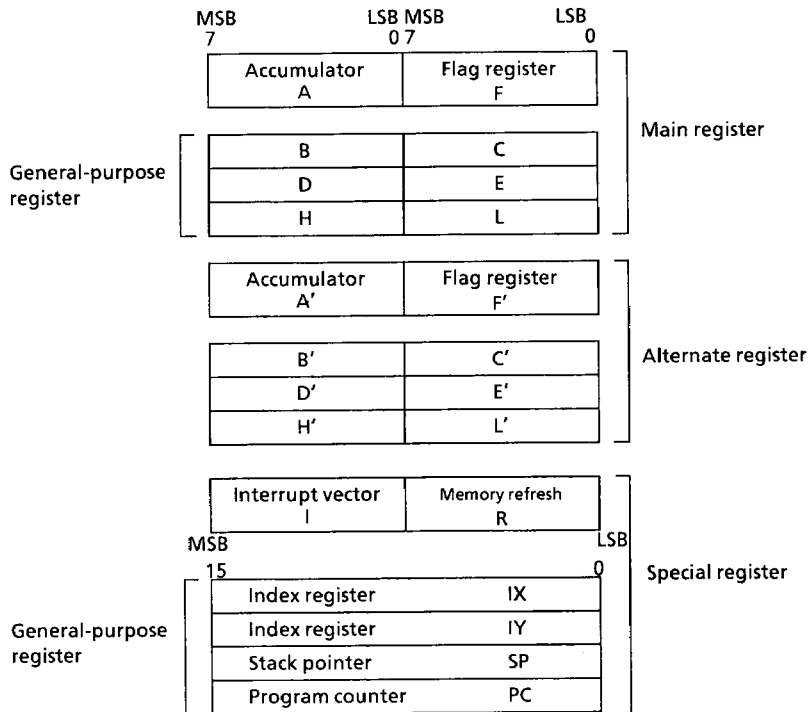 MSB LSB MSB LSB
7 0 7 0
Accumulator Flag register
A F
Main register
B C
General-purpose
register
D E
H L
Accumulator Flag register
A' F'
B' C'
Alternate register
D' E'
H' L'
Interrupt vector Memory refresh
I R
MSB LSB
15 0
Special register
Index register IX
General-purpose
register
Index register IY
Stack pointer SP
Program counter PC